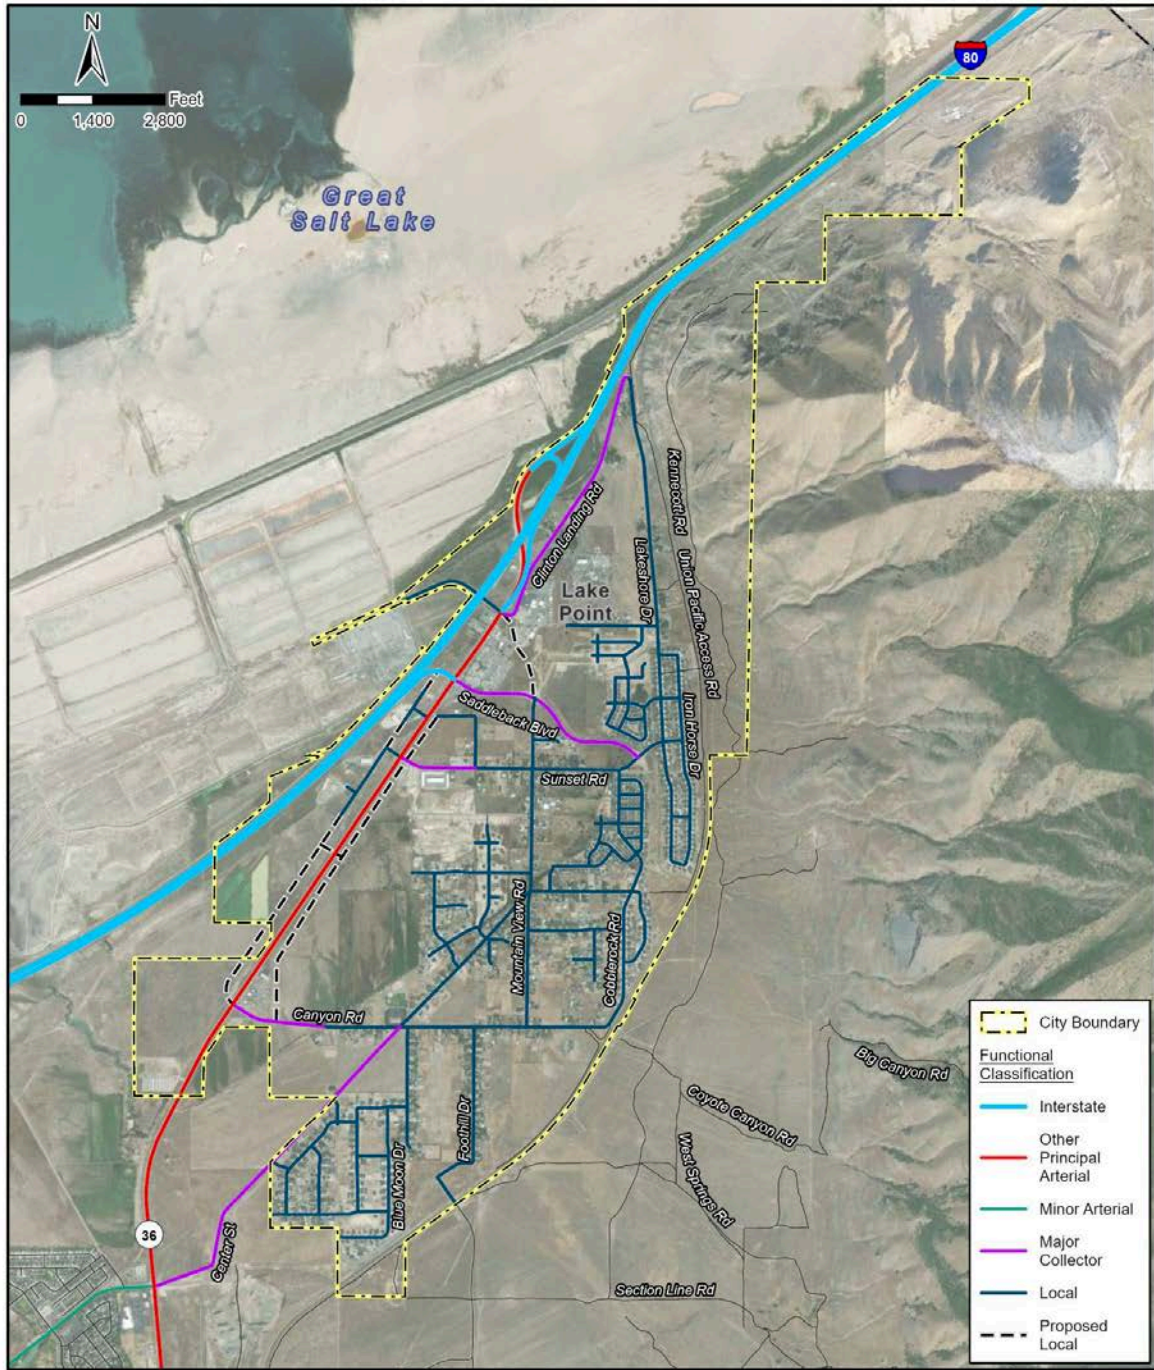 N
Feet
0 1,400 2,800
80
Great
Salt Lake
Kennecott Rd
Clinton Landing Rd
Lakeshore Dr
Union Pacific Access Rd
Lake
Point
Iron Horse Dr
Saddleback Blvd
Sunset Rd
Mountain View Rd
Cobblerock Rd
Canyon Rd
Big Canyon Rd
Coyote Canyon Rd
Foothill Dr
West Springs Rd
Blue Moon Dr
36
Center St
Section Line Rd
City Boundary
Functional
Classification
Interstate
Other
Principal
Arterial
Minor Arterial
Major
Collector
Local
Proposed
Local